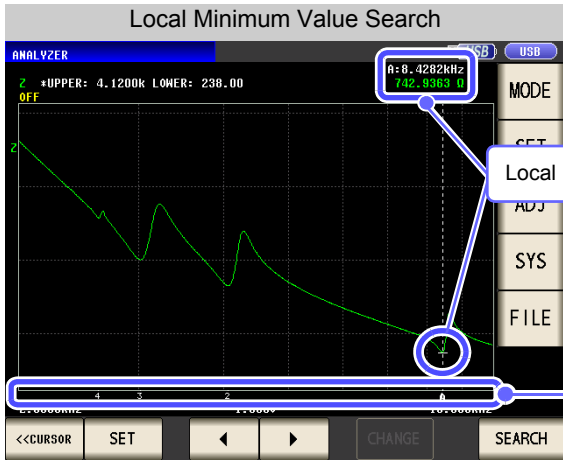 Local Minimum Value Search
ANALYZER
USB
Z *UPPER: 4.1200k LOWER: 238.00
OFF
A:8.4282kHz
742.9363 Ω
MODE
Z
Local
ADJ
SYS
FILE
4 3 2 A
<<CURSOR
SET
CHANGE
SEARCH